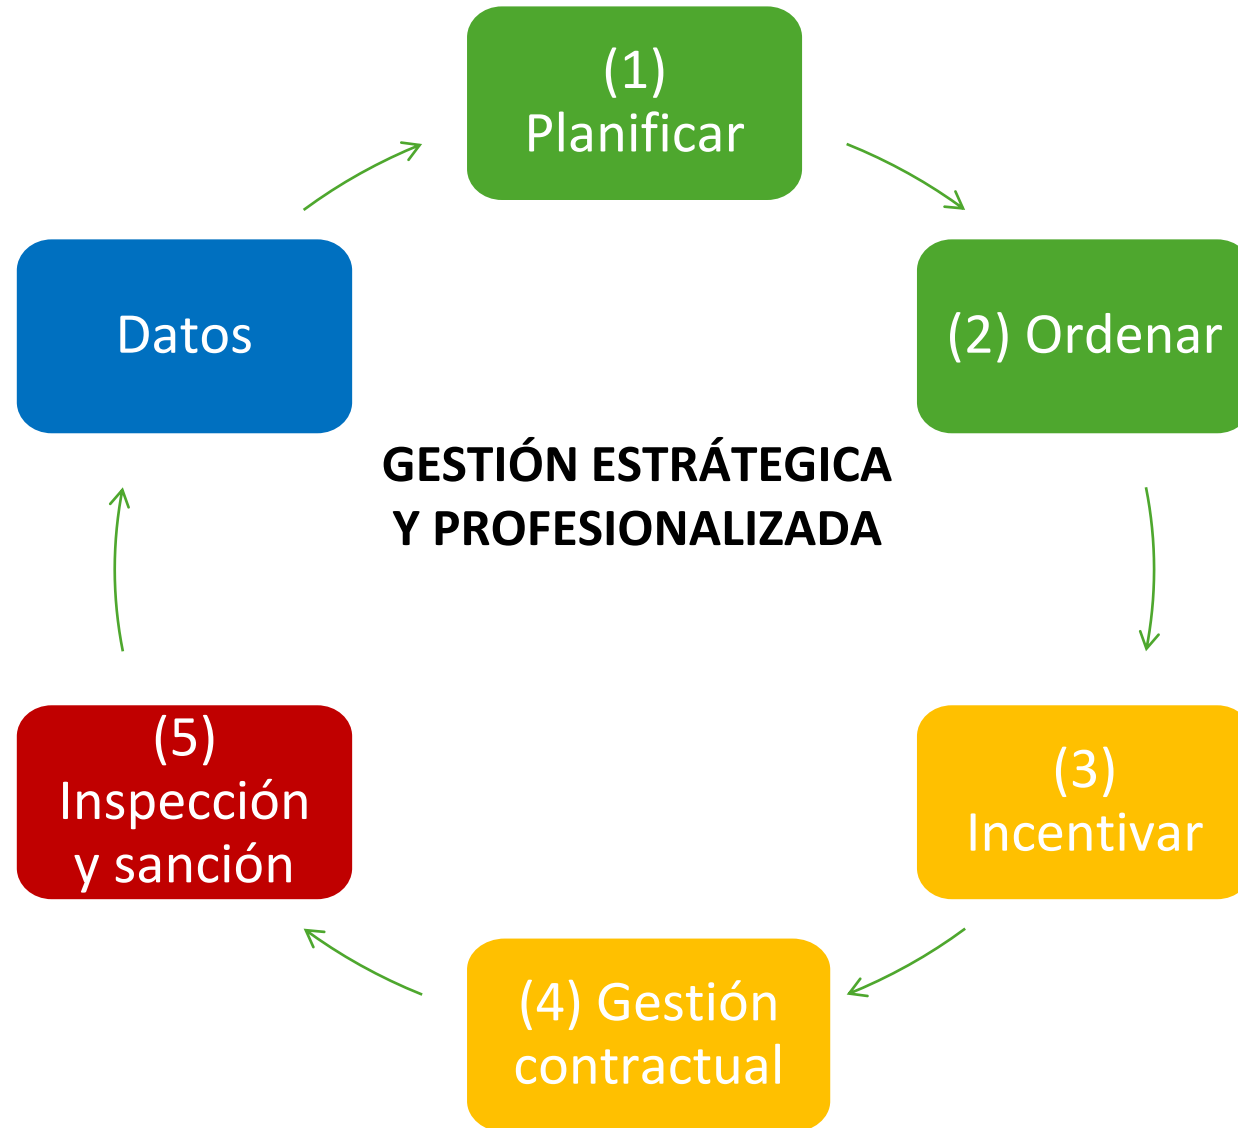 (1)
Planificar
Datos
(2) Ordenar
GESTIÓN ESTRÁTEGICA
Y PROFESIONALIZADA
(5)
Inspección
y sanción
(3)
Incentivar
(4) Gestión
contractual